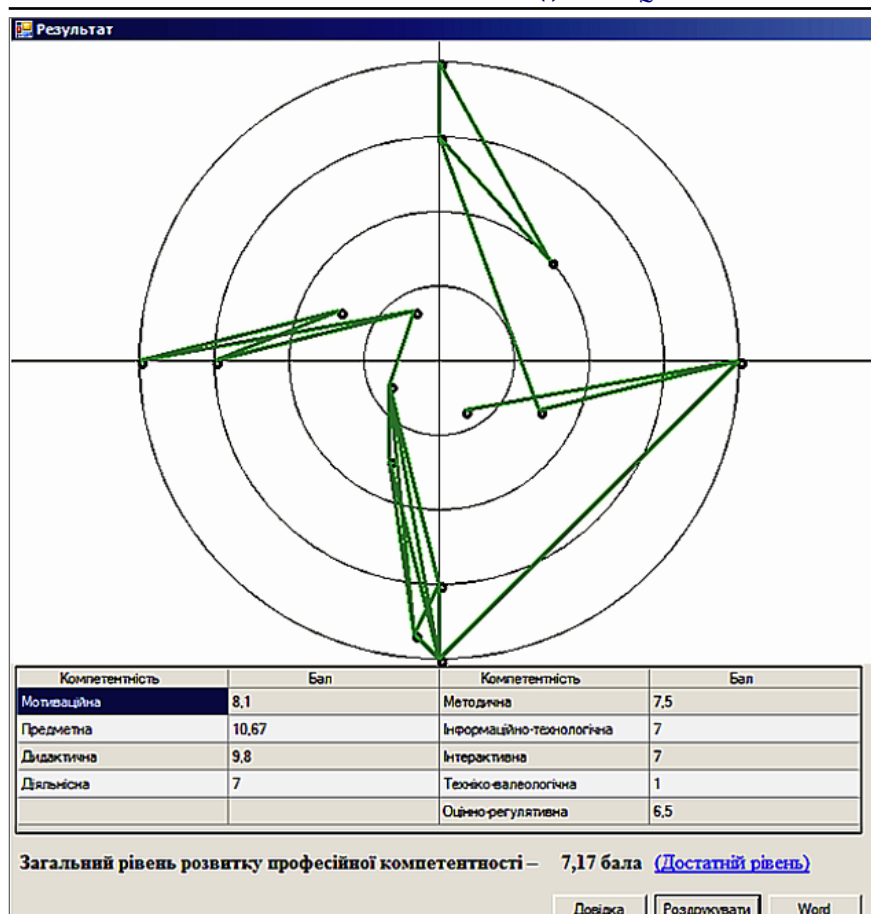 Результат
Компетентність Бал Компетентність Бал
Мотиваційна 8,1 Методична 7,5
Предметна 10,67 Інформаційно-технологічна 7
Дидактична 9,8 Інтерактивна 7
Діяльнісна 7 Техніко-валеологічна 1
Оцінно-регулятивна 6,5
Загальний рівень розвитку професійної компетентності – 7,17 бала (Достатній рівень)
Довідка Роздрукувати Word